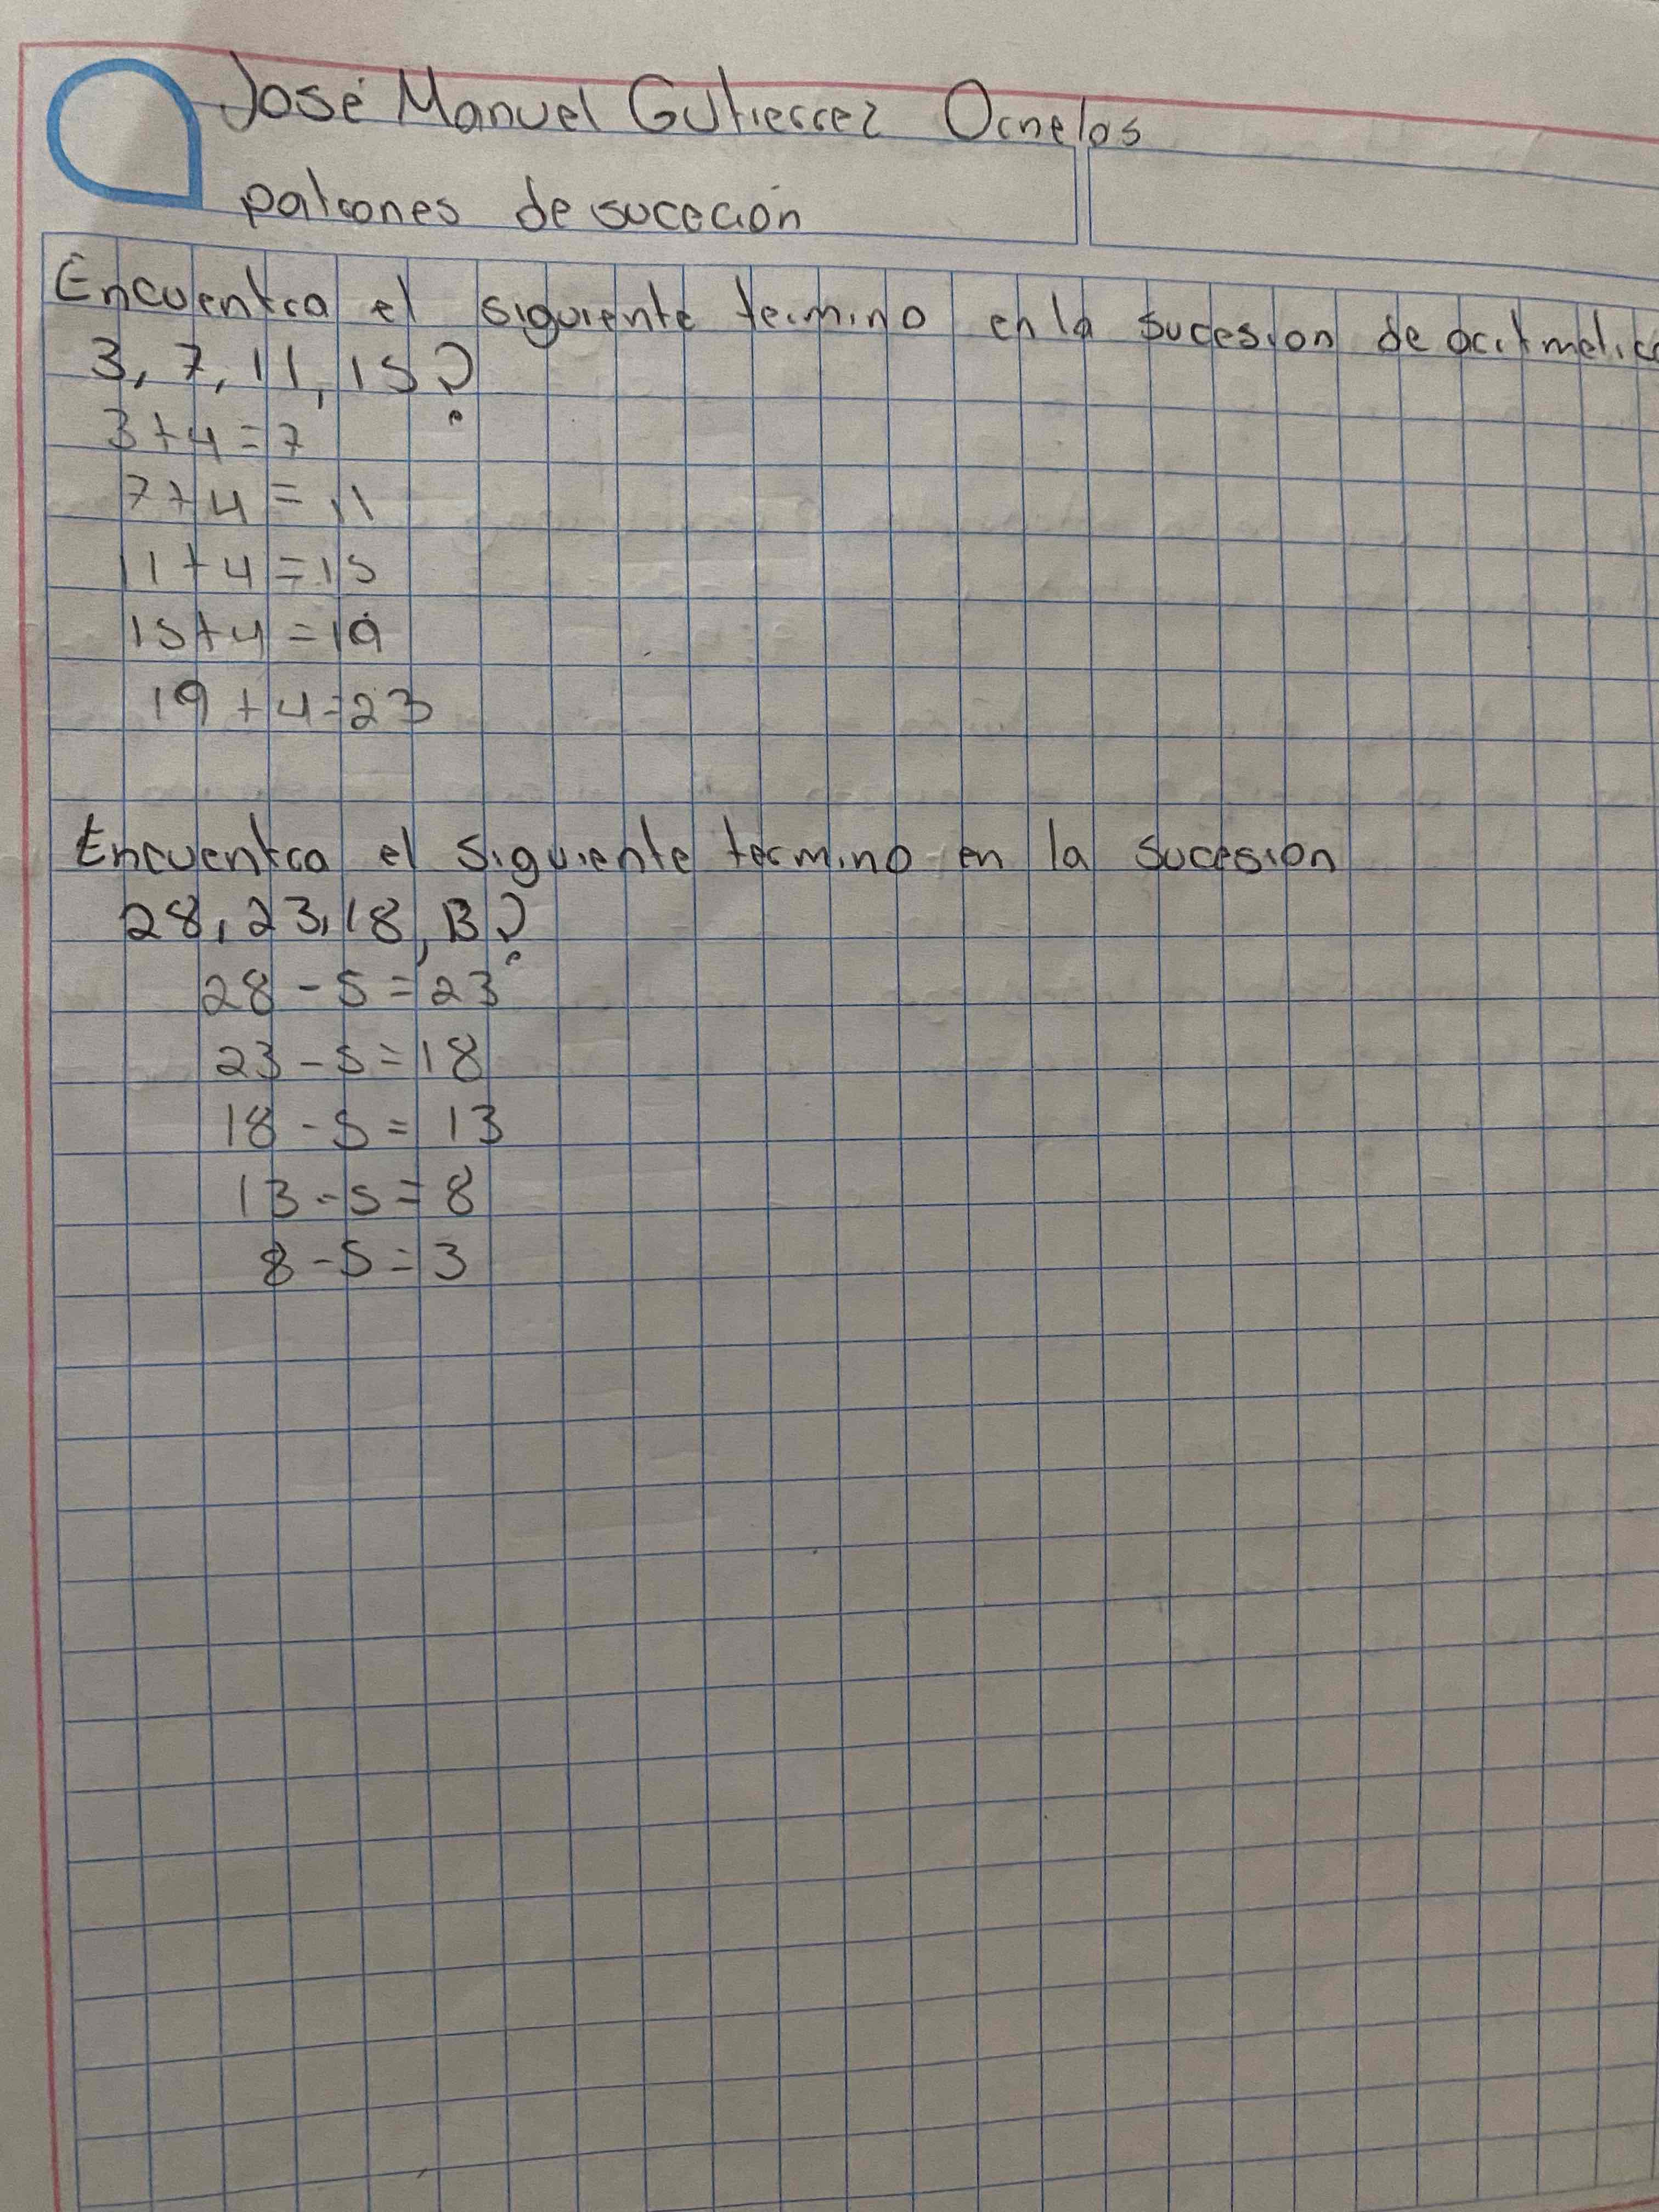 José Manuel Gutierrez Ornelas
patrones de suceción
Encuentra el siguiente termino en la sucesion de aritmetica
3, 7, 11, 15?
3+4=7
7+4=11
11+4=15
15+4=19
19+4=23
Encuentra el siguiente termino en la sucesion
28, 23, 18, 13?
28-5=23
23-5=18
18-5=13
13-5=8
8-5=3